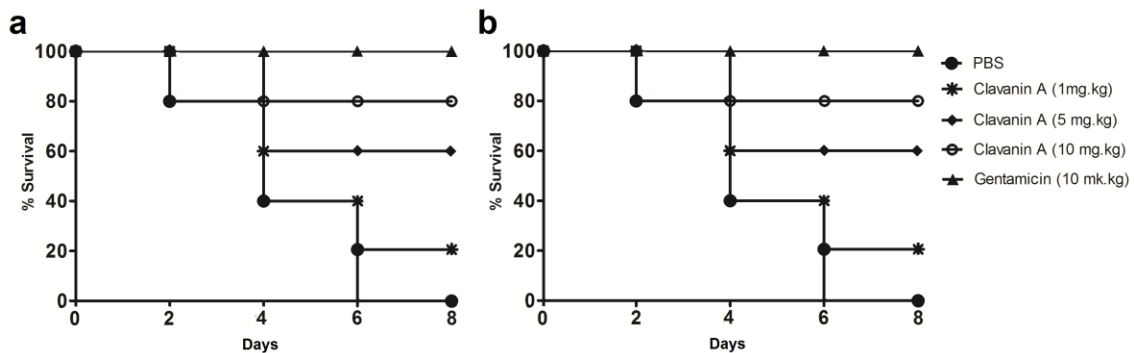 a
100
80
60
40
20
0
% Survival
0 2 4 6 8
Days
b
100
80
60
40
20
0
% Survival
0 2 4 6 8
Days
PBS
Clavanin A (1mg.kg)
Clavanin A (5 mg.kg)
Clavanin A (10 mg.kg)
Gentamicin (10 mk.kg)